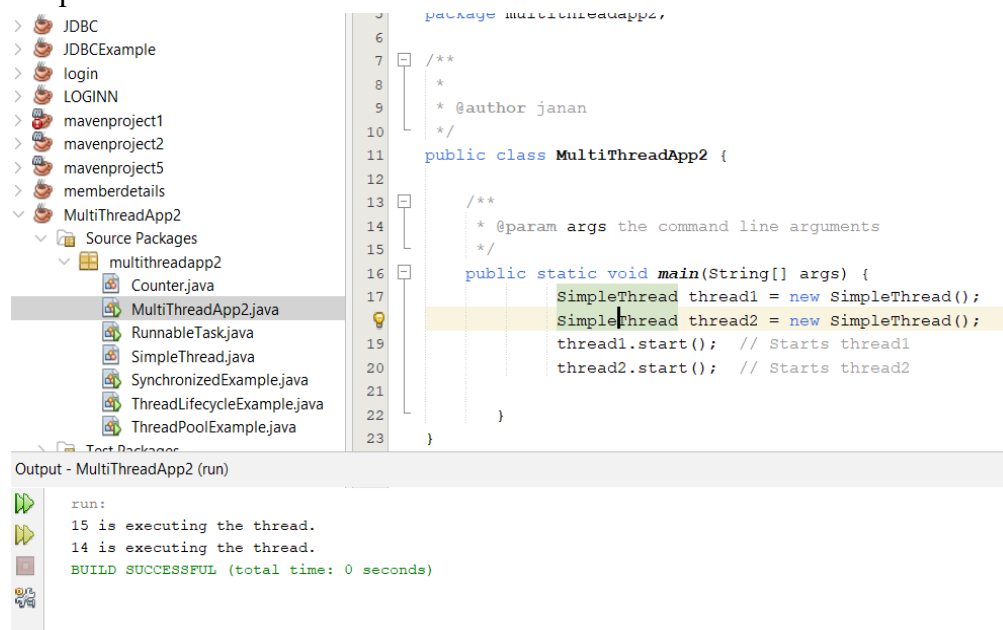 JDBC
JDBCExample
login
LOGINN
mavenproject1
mavenproject2
mavenproject5
memberdetails
MultiThreadApp2
Source Packages
multithreadapp2
Counter.java
MultiThreadApp2.java
RunnableTask.java
SimpleThread.java
SynchronizedExample.java
ThreadLifecycleExample.java
ThreadPoolExample.java
Test Packages
5 package multithreadapp2;
6
7 /**
8 *
9 * @author janan
10 */
11 public class MultiThreadApp2 {
12
13 /**
14 * @param args the command line arguments
15 */
16 public static void main(String[] args) {
17 SimpleThread thread1 = new SimpleThread();
SimpleThread thread2 = new SimpleThread();
19 thread1.start(); // Starts thread1
20 thread2.start(); // Starts thread2
21
22 }
23 }
Output - MultiThreadApp2 (run)
run:
15 is executing the thread.
14 is executing the thread.
BUILD SUCCESSFUL (total time: 0 seconds)